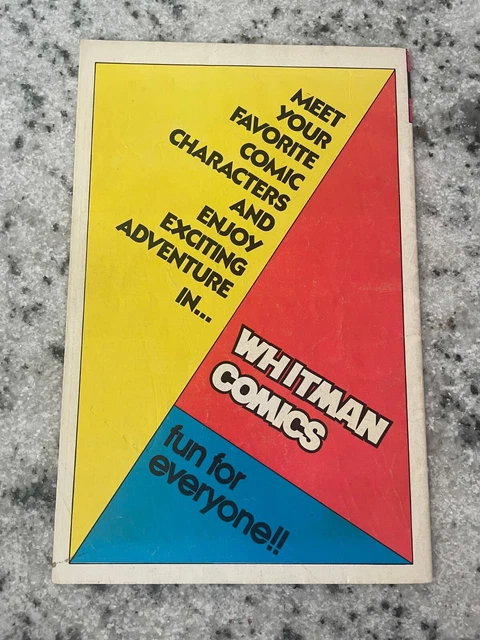 MEET
YOUR
FAVORITE
COMIC
CHARACTERS
AND
ENJOY
EXCITING
ADVENTURE
IN...
WHITMAN
COMICS
fun for
everyone!!